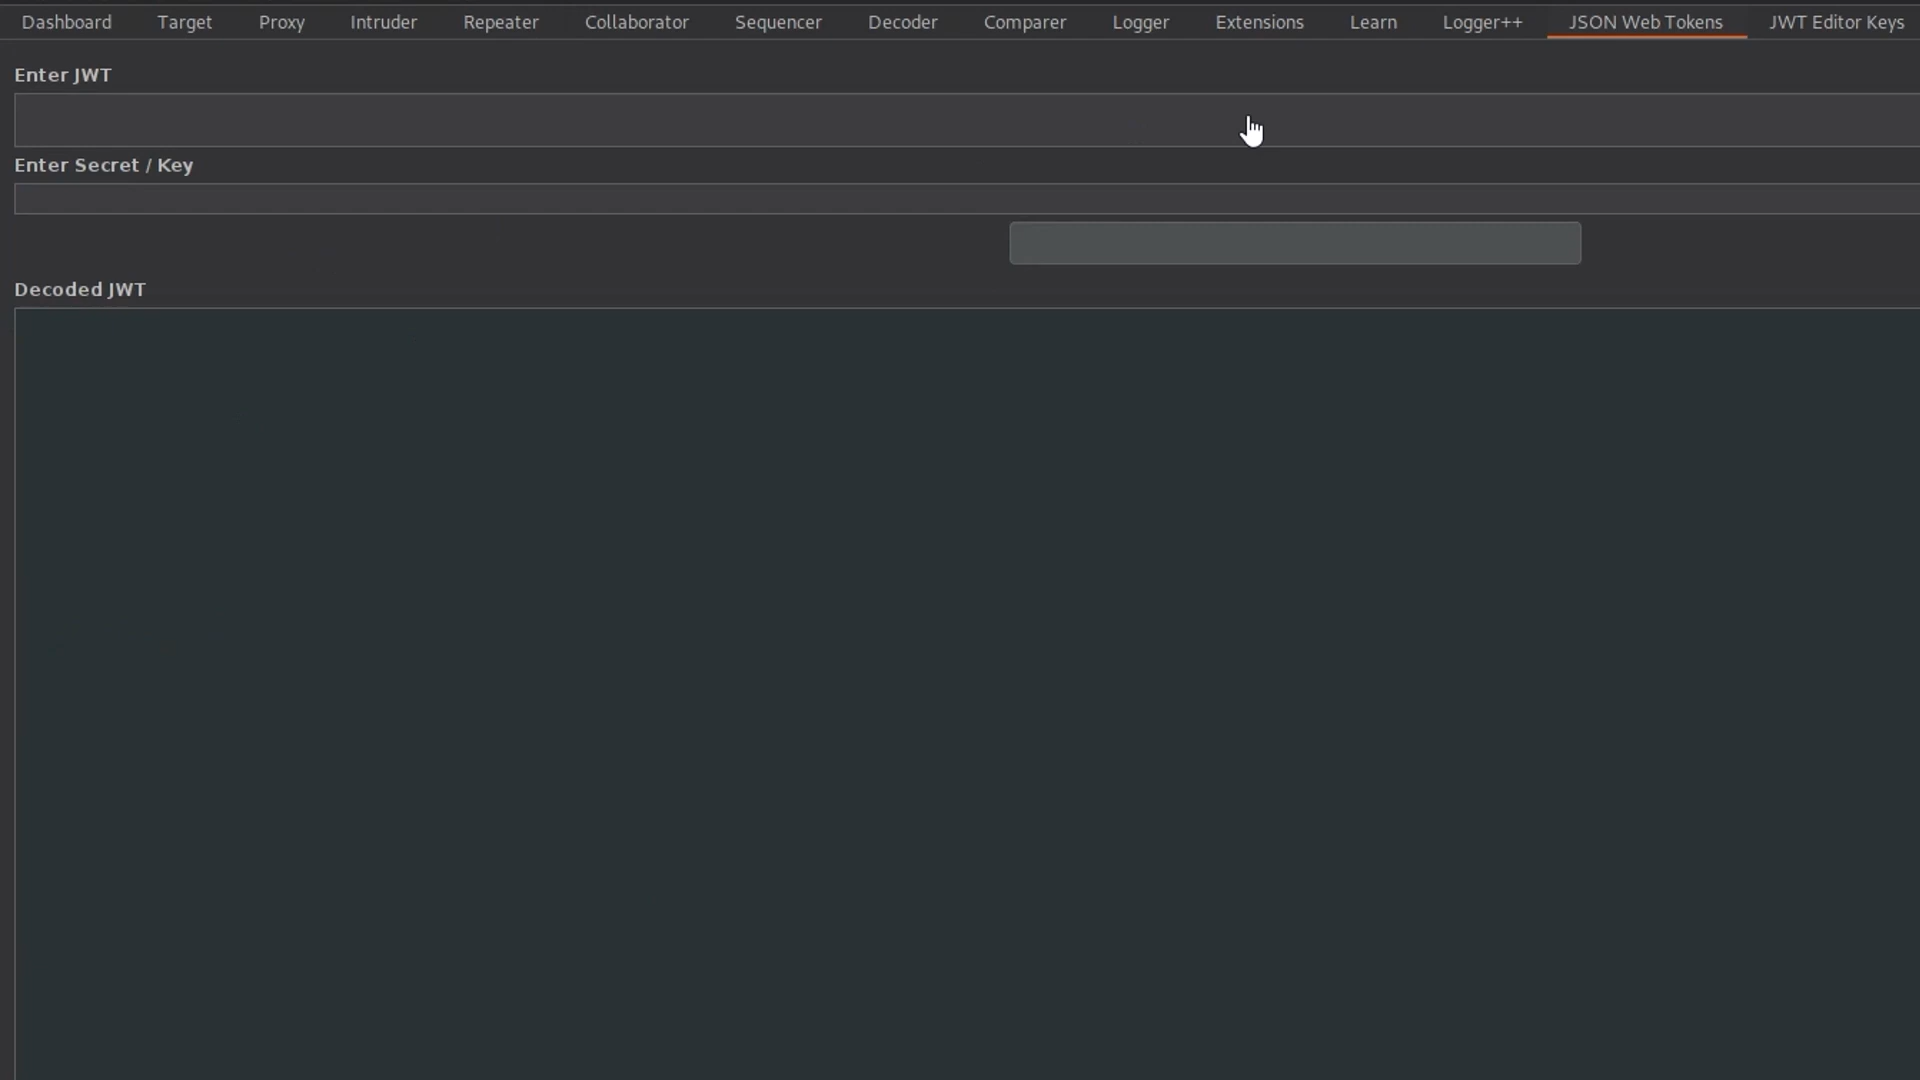 Dashboard Target Proxy Intruder Repeater Collaborator Sequencer Decoder Comparer Logger Extensions Learn Logger++ JSON Web Tokens JWT Editor Keys
Enter JWT
Enter Secret / Key
Decoded JWT